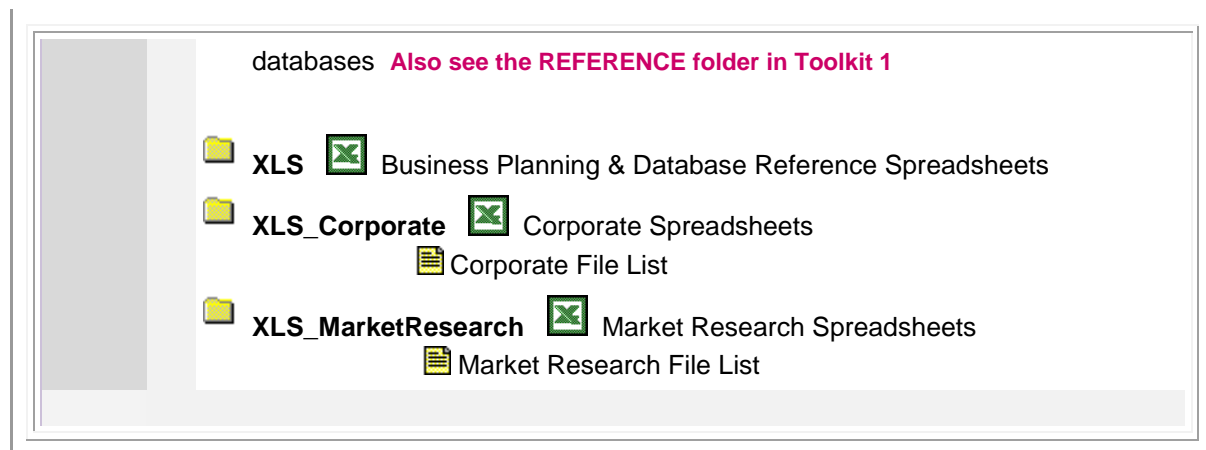 databases Also see the REFERENCE folder in Toolkit 1
XLS Business Planning & Database Reference Spreadsheets
XLS_Corporate Corporate Spreadsheets
Corporate File List
XLS_MarketResearch Market Research Spreadsheets
Market Research File List